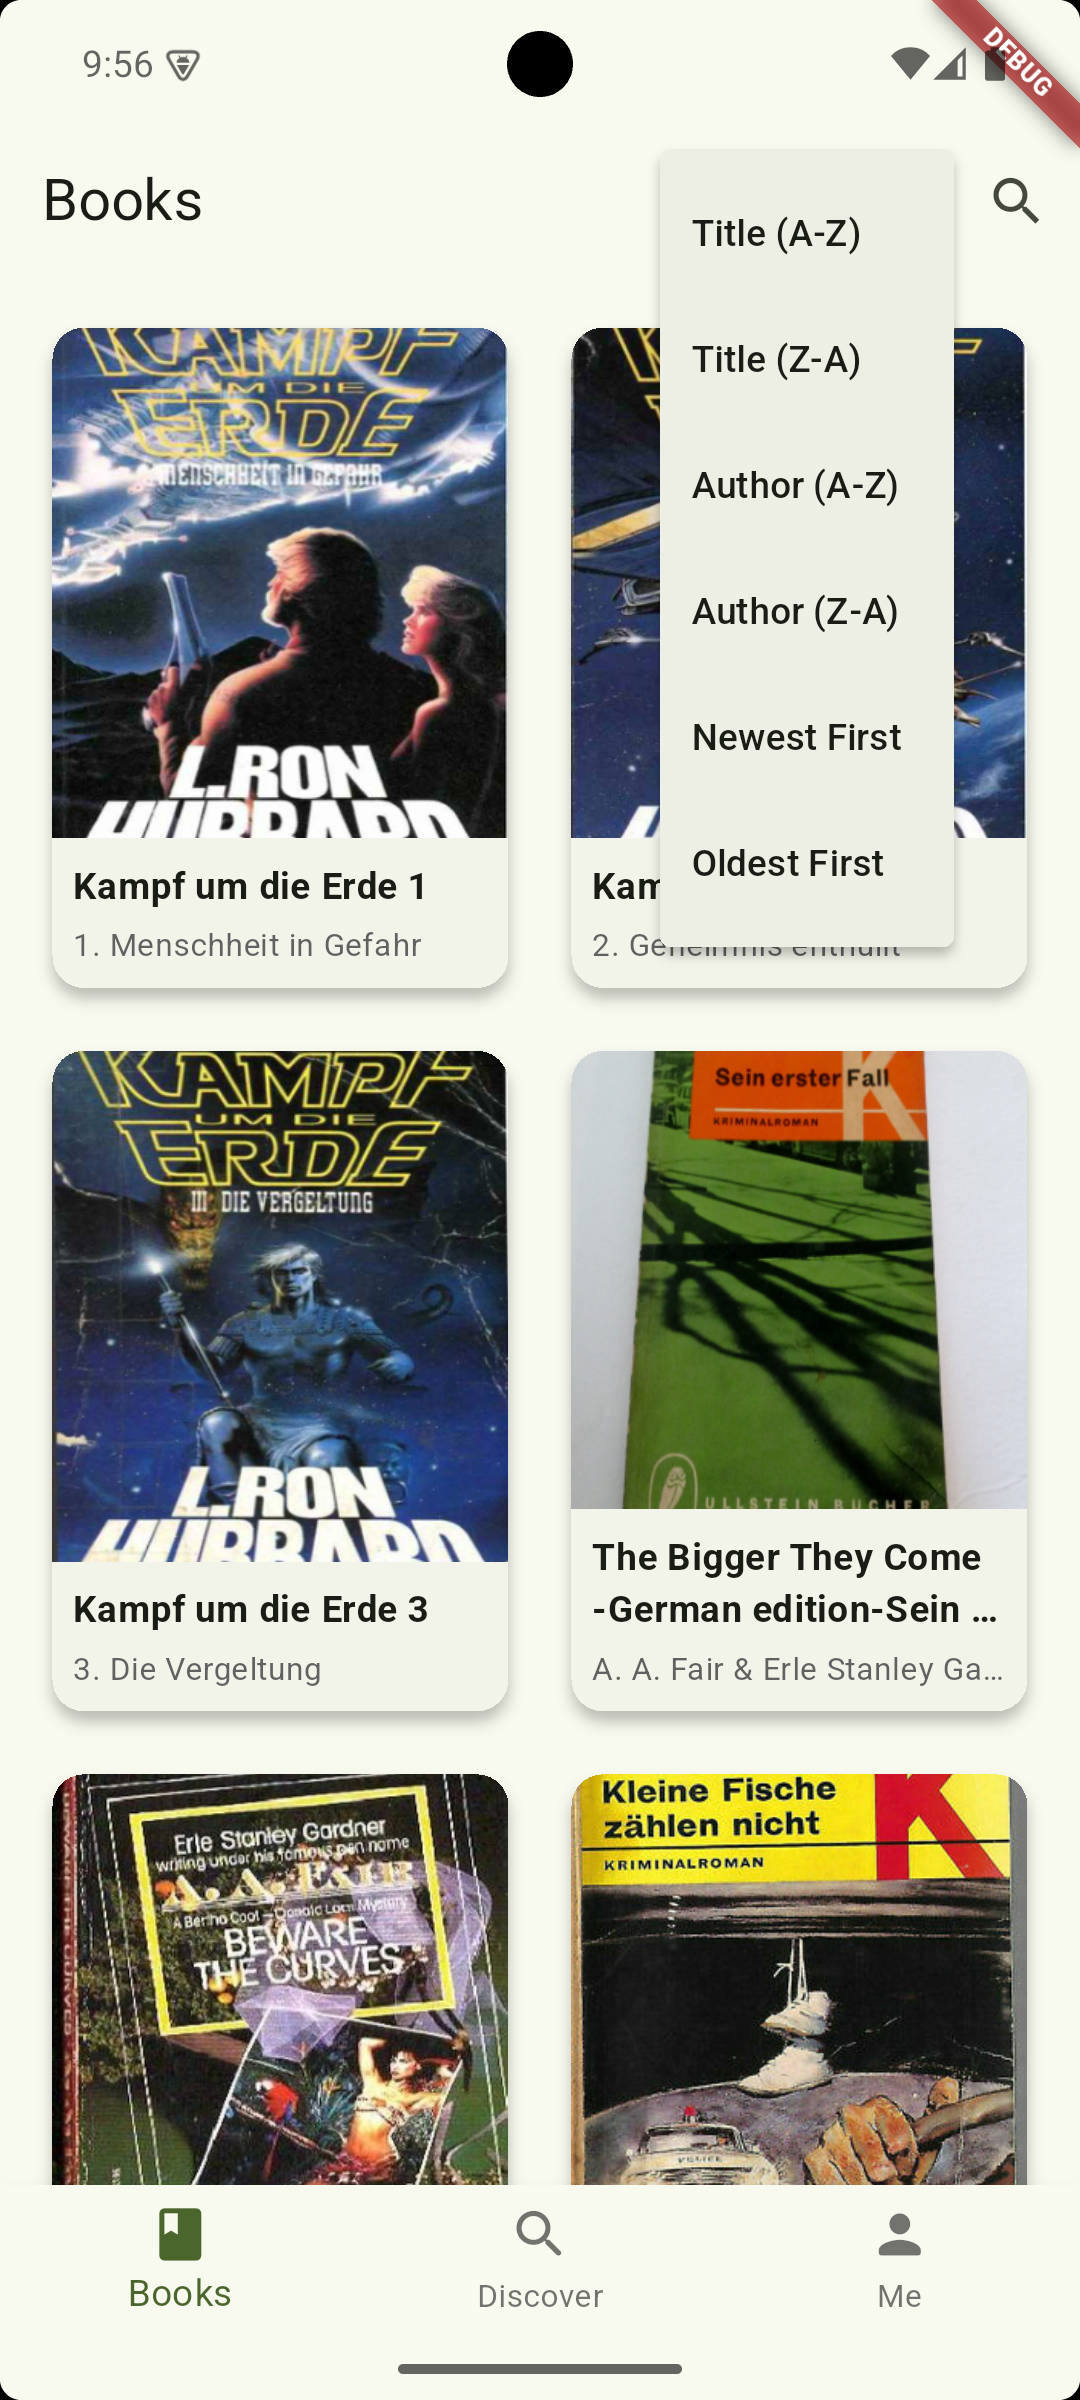 9:56
DEBUG
Books
Title (A-Z)
Title (Z-A)
Author (A-Z)
Author (Z-A)
Newest First
Oldest First
KAMPF
UM DIE
ERDE
MENSCHHEIT IN GEFAHR
L.RON
HUBBARD
Kampf um die Erde 1
1. Menschheit in Gefahr
Kam
2. Geheimnis enthüllt
KAMPF
UM DIE
ERDE
III: DIE VERGELTUNG
L.RON
HUBBARD
Kampf um die Erde 3
3. Die Vergeltung
Sein erster Fall
K
KRIMINALROMAN
ULLSTEIN BUCHER
The Bigger They Come
-German edition-Sein …
A. A. Fair & Erle Stanley Ga…
Erle Stanley Gardner
writing under his famous pen name
A. A. FAIR
A Bertha Cool – Donald Lam Mystery
BEWARE
THE CURVES
Kleine Fische
zählen nicht
K
KRIMINALROMAN
POLICE
Books
Discover
Me